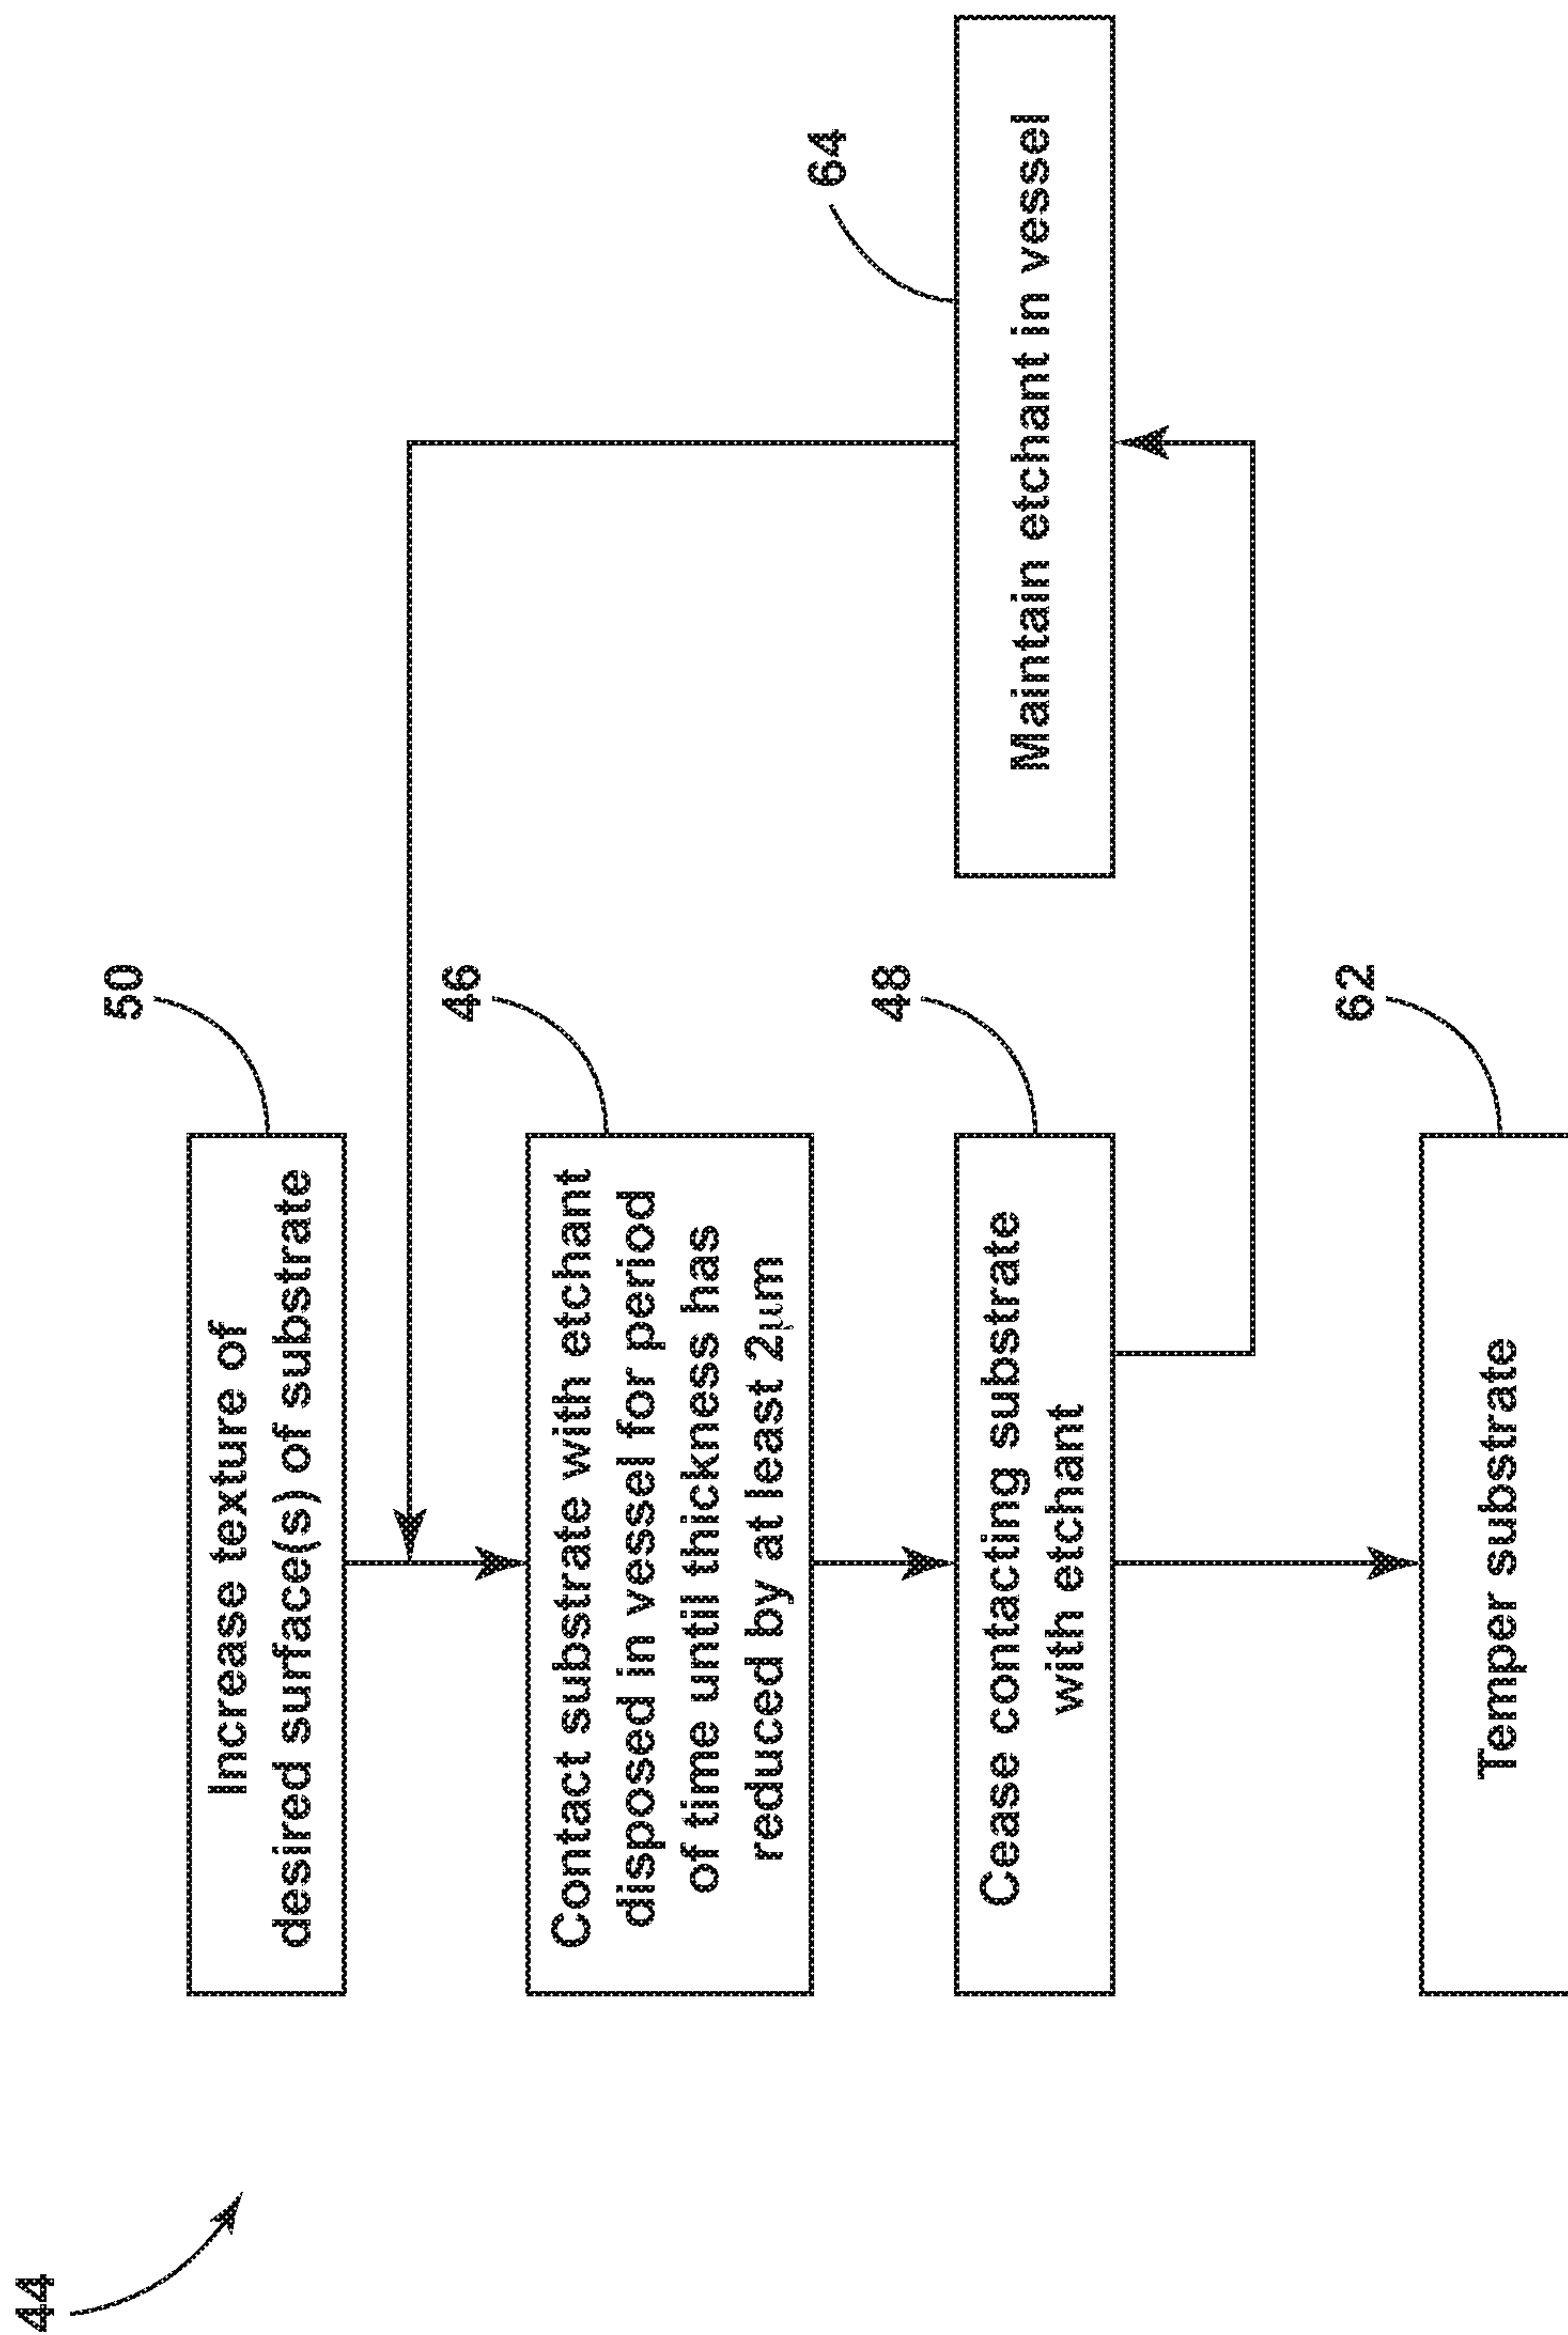 44
50
Increase texture of
desired surface(s) of substrate
46
Contact substrate with etchant
disposed in vessel for period
of time until thickness has
reduced by at least 2μm
48
Cease contacting substrate
with etchant
64
Maintain etchant in vessel
62
Temper substrate